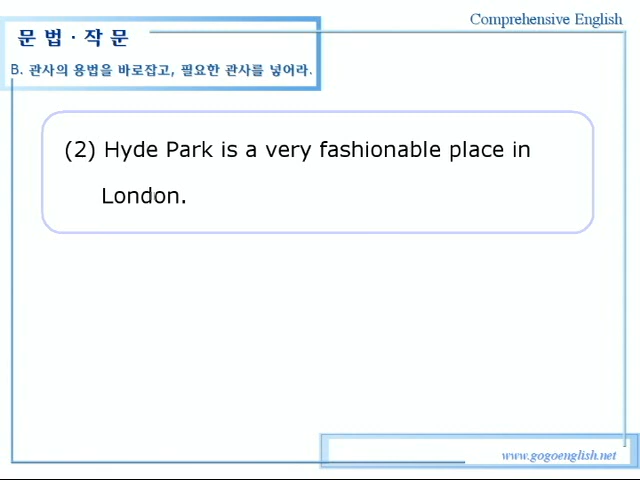 Comprehensive English
문 법 · 작 문
B. 관사의 용법을 바로잡고, 필요한 관사를 넣어라.
(2) Hyde Park is a very fashionable place in
London.
www.gogoenglish.net